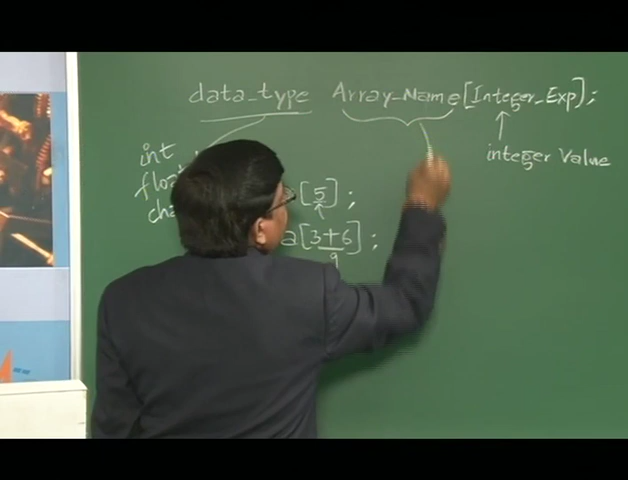 data_type Array_Name[Integer_Exp];
int
integer Value
[5];
a[3+6];
9